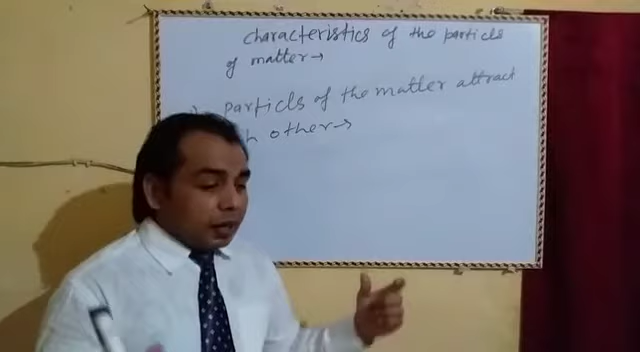 characteristics of the particls
of matter→
particls of the matter attract
other→